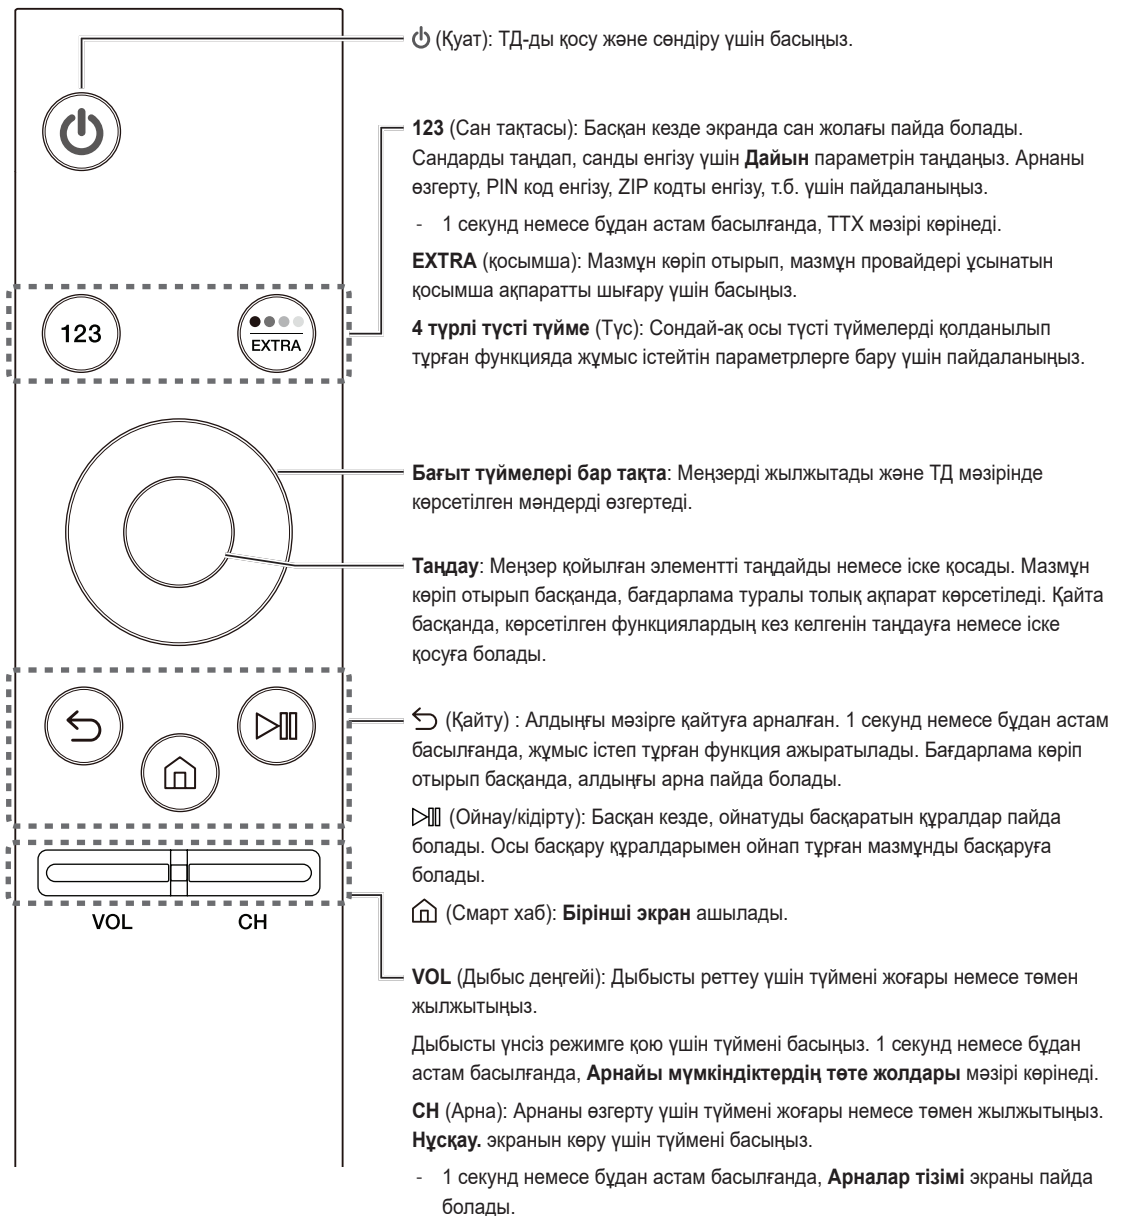 (Қуат): ТД-ды қосу және сөндіру үшін басыңыз.
123 (Сан тақтасы): Басқан кезде экранда сан жолағы пайда болады.
Сандарды таңдап, санды енгізу үшін Дайын параметрін таңдаңыз. Арнаны
өзгерту, PIN код енгізу, ZIP кодты енгізу, т.б. үшін пайдаланыңыз.
- 1 секунд немесе бұдан астам басылғанда, TTX мәзірі көрінеді.
EXTRA (қосымша): Мазмұн көріп отырып, мазмұн провайдері ұсынатын
қосымша ақпаратты шығару үшін басыңыз.
4 түрлі түсті түйме (Түс): Сондай-ақ осы түсті түймелерді қолданылып
тұрған функцияда жұмыс істейтін параметрлерге бару үшін пайдаланыңыз.
123
EXTRA
Бағыт түймелері бар тақта: Меңзерді жылжытады және ТД мәзірінде
көрсетілген мәндерді өзгертеді.
Таңдау: Меңзер қойылған элементті таңдайды немесе іске қосады. Мазмұн
көріп отырып басқанда, бағдарлама туралы толық ақпарат көрсетіледі. Қайта
басқанда, көрсетілген функциялардың кез келгенін таңдауға немесе іске
қосуға болады.
(Қайту) : Алдыңғы мәзірге қайтуға арналған. 1 секунд немесе бұдан астам
басылғанда, жұмыс істеп тұрған функция ажыратылады. Бағдарлама көріп
отырып басқанда, алдыңғы арна пайда болады.
(Ойнау/кідірту): Басқан кезде, ойнатуды басқаратын құралдар пайда
болады. Осы басқару құралдарымен ойнап тұрған мазмұнды басқаруға
болады.
(Смарт хаб): Бірінші экран ашылады.
VOL
CH
VOL (Дыбыс деңгейі): Дыбысты реттеу үшін түймені жоғары немесе төмен
жылжытыңыз.
Дыбысты үнсіз режимге қою үшін түймені басыңыз. 1 секунд немесе бұдан
астам басылғанда, Арнайы мүмкіндіктердің төте жолдары мәзірі көрінеді.
CH (Арна): Арнаны өзгерту үшін түймені жоғары немесе төмен жылжытыңыз.
Нұсқау. экранын көру үшін түймені басыңыз.
- 1 секунд немесе бұдан астам басылғанда, Арналар тізімі экраны пайда
болады.